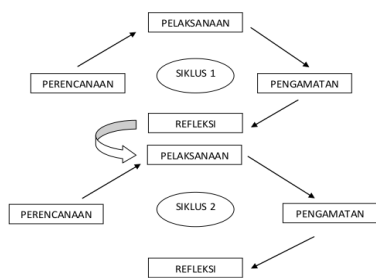 PELAKSANAAN
SIKLUS 1
PERENCANAAN
PENGAMATAN
REFLEKSI
PELAKSANAAN
SIKLUS 2
PERENCANAAN
PENGAMATAN
REFLEKSI